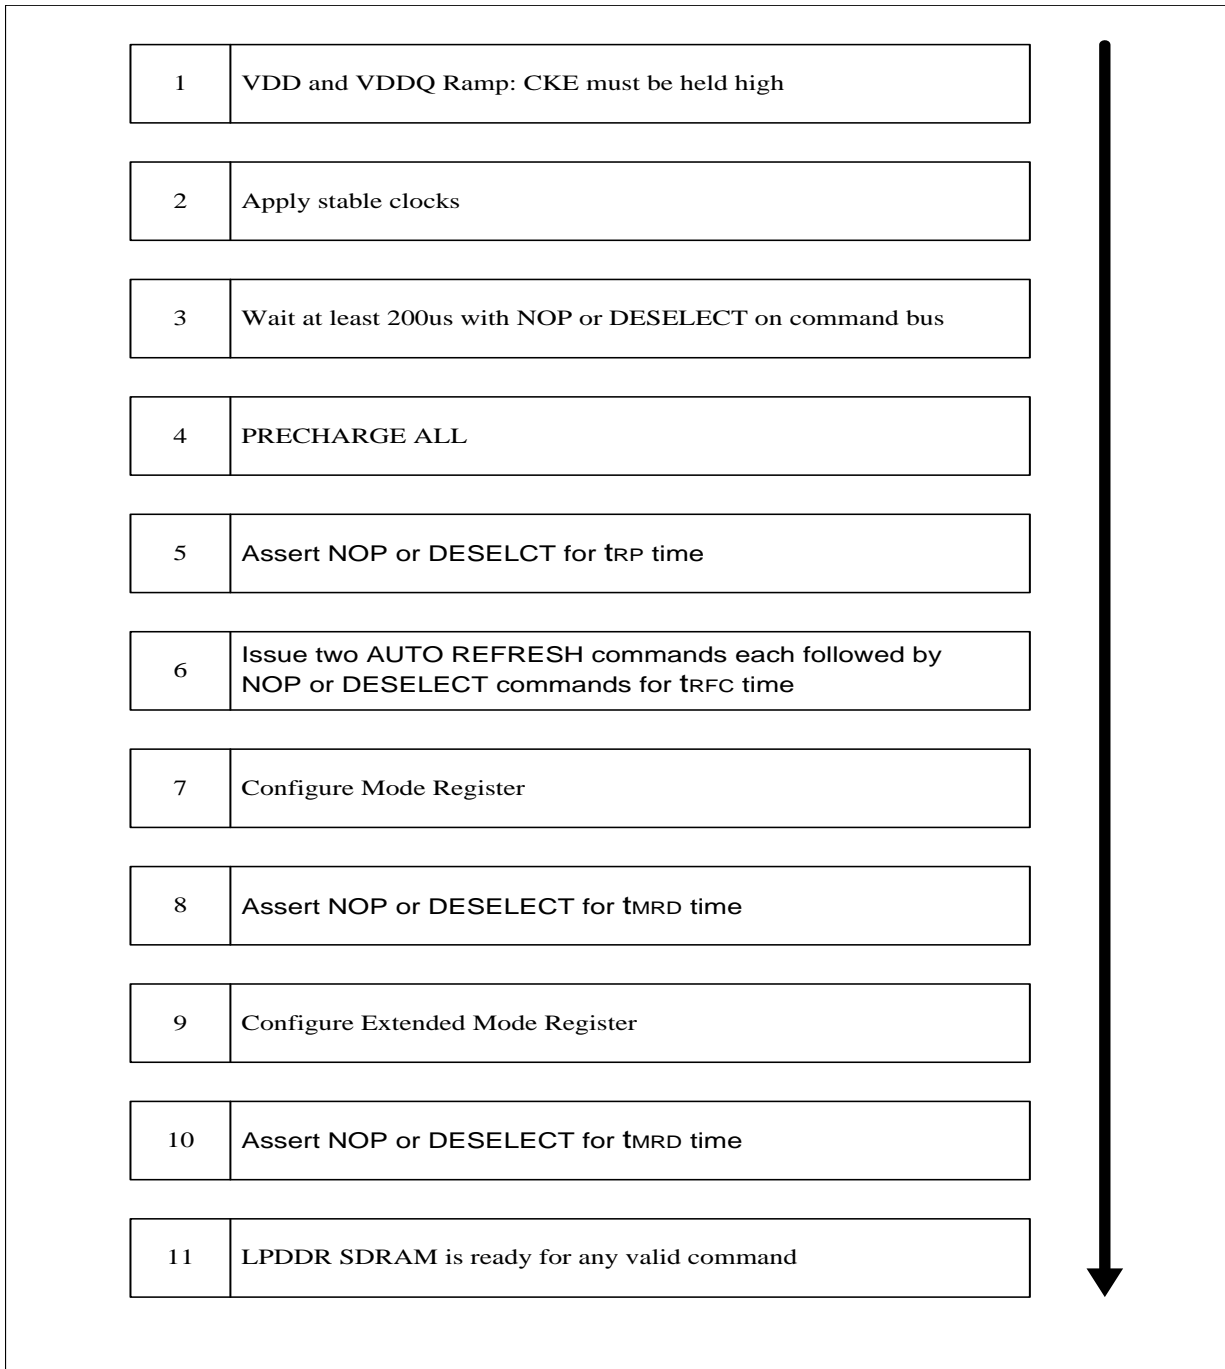 1 VDD and VDDQ Ramp: CKE must be held high
2 Apply stable clocks
3 Wait at least 200us with NOP or DESELECT on command bus
4 PRECHARGE ALL
5 Assert NOP or DESELCT for tRP time
6 Issue two AUTO REFRESH commands each followed by
NOP or DESELECT commands for tRFC time
7 Configure Mode Register
8 Assert NOP or DESELECT for tMRD time
9 Configure Extended Mode Register
10 Assert NOP or DESELECT for tMRD time
11 LPDDR SDRAM is ready for any valid command